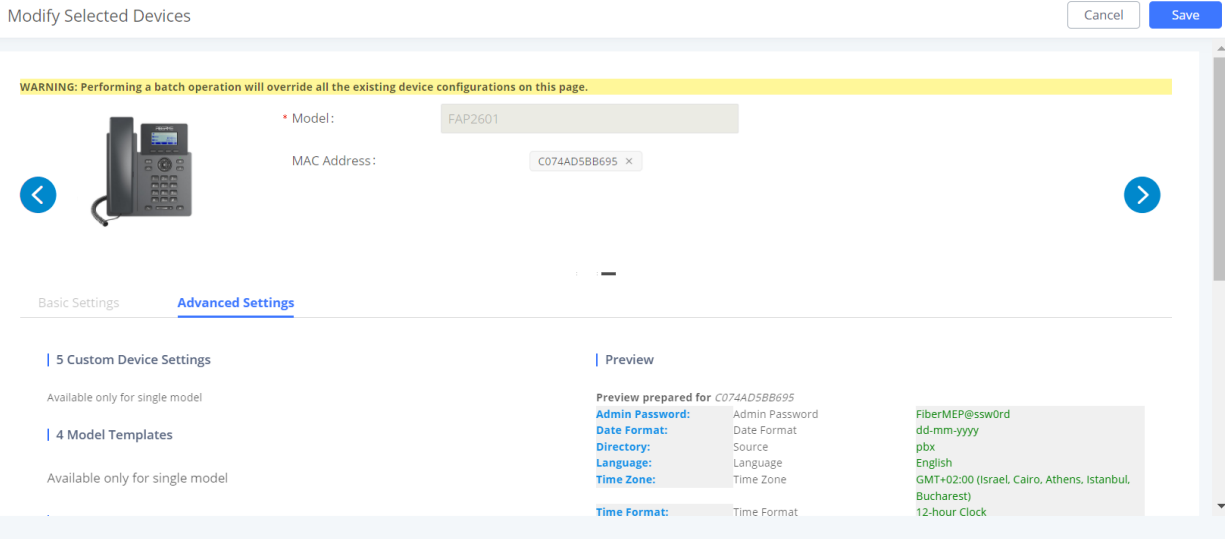 Modify Selected Devices
Cancel
Save
WARNING: Performing a batch operation will override all the existing device configurations on this page.
* Model:
FAP2601
MAC Address:
C074AD5BB695 ×
Basic Settings
Advanced Settings
5 Custom Device Settings
Available only for single model
4 Model Templates
Available only for single model
Preview
Preview prepared for C074AD5BB695
Admin Password: Admin Password FiberMEP@ssw0rd
Date Format: Date Format dd-mm-yyyy
Directory: Source pbx
Language: Language English
Time Zone: Time Zone GMT+02:00 (Israel, Cairo, Athens, Istanbul,
Bucharest)
Time Format: Time Format 12-hour Clock